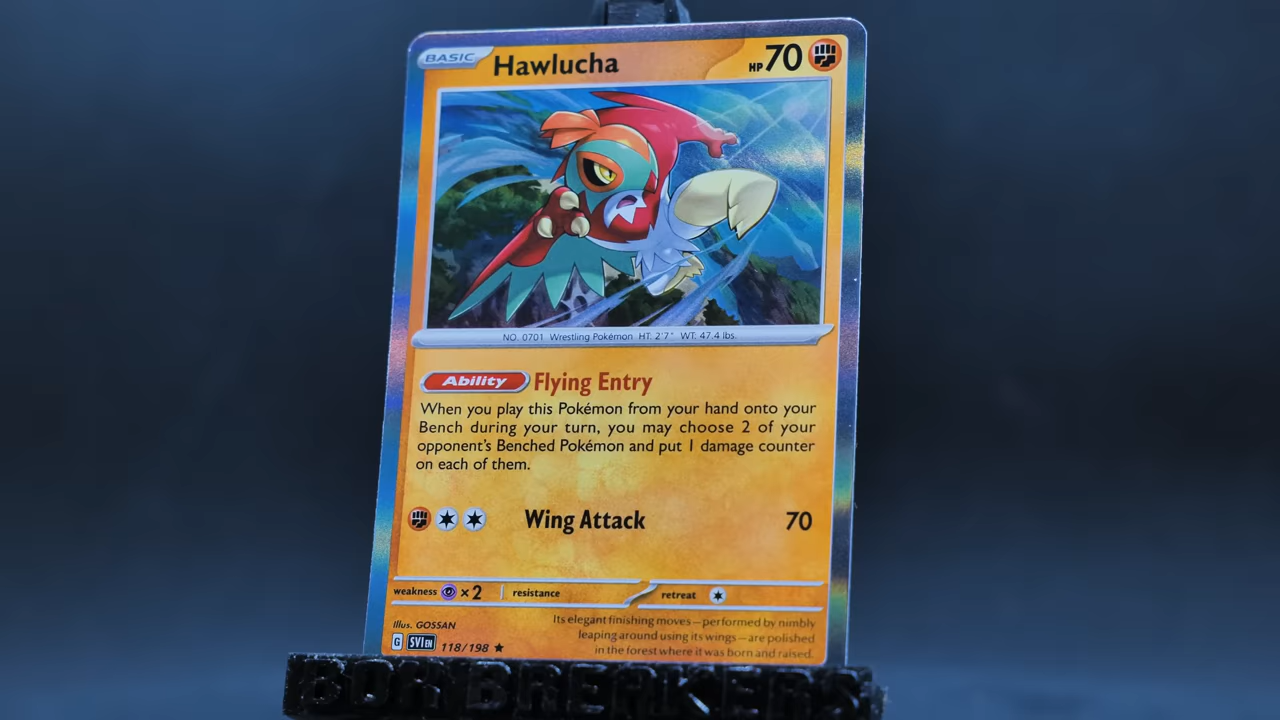 BASIC Hawlucha HP 70
NO. 0701 Wrestling Pokémon HT: 2'7" WT: 47.4 lbs.
Ability Flying Entry
When you play this Pokémon from your hand onto your
Bench during your turn, you may choose 2 of your
opponent's Benched Pokémon and put 1 damage counter
on each of them.
Wing Attack 70
weakness ×2 resistance retreat
Illus. GOSSAN
Its elegant finishing moves—performed by nimbly
leaping around using its wings—are polished
in the forest where it was born and raised.
G SVI EN 118/198 ★
BOX BREAKERS